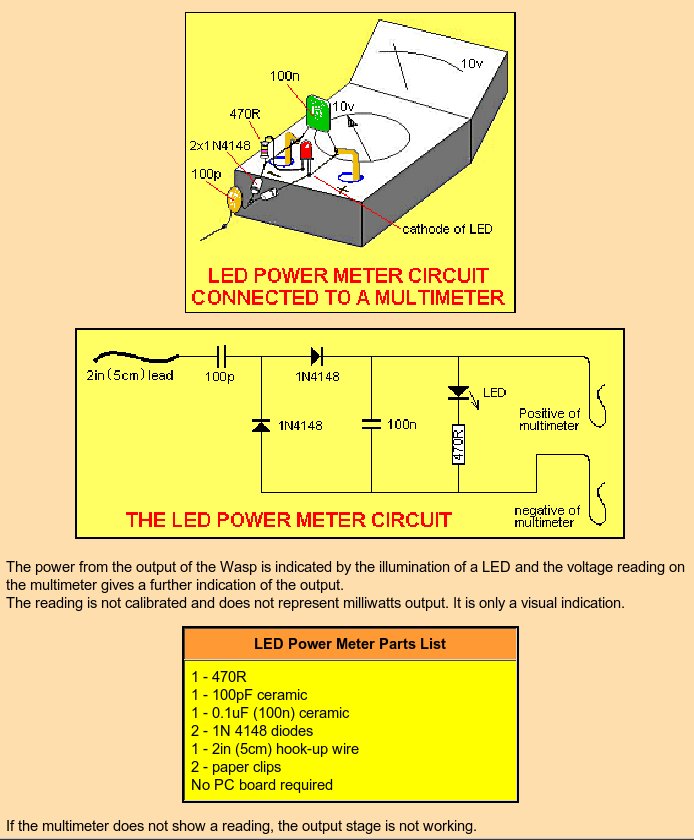 100n
10v
10v
470R
2x1N4148
100p
cathode of LED
LED POWER METER CIRCUIT
CONNECTED TO A MULTIMETER
2in (5cm) lead
100p
1N4148
LED
1N4148
100n
470R
Positive of
multimeter
negative of
multimeter
THE LED POWER METER CIRCUIT
The power from the output of the Wasp is indicated by the illumination of a LED and the voltage reading on
the multimeter gives a further indication of the output.
The reading is not calibrated and does not represent milliwatts output. It is only a visual indication.
LED Power Meter Parts List
1 - 470R
1 - 100pF ceramic
1 - 0.1uF (100n) ceramic
2 - 1N 4148 diodes
1 - 2in (5cm) hook-up wire
2 - paper clips
No PC board required
If the multimeter does not show a reading, the output stage is not working.